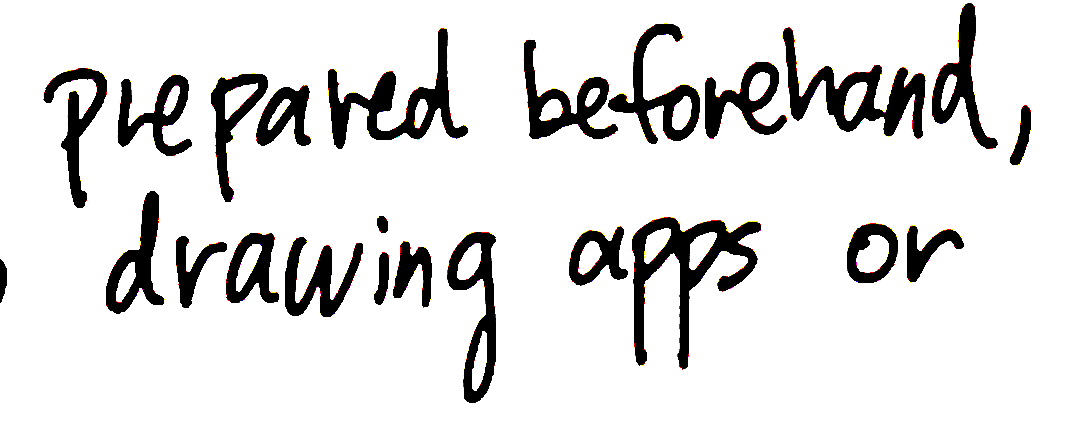 prepared beforehand,
drawing apps or